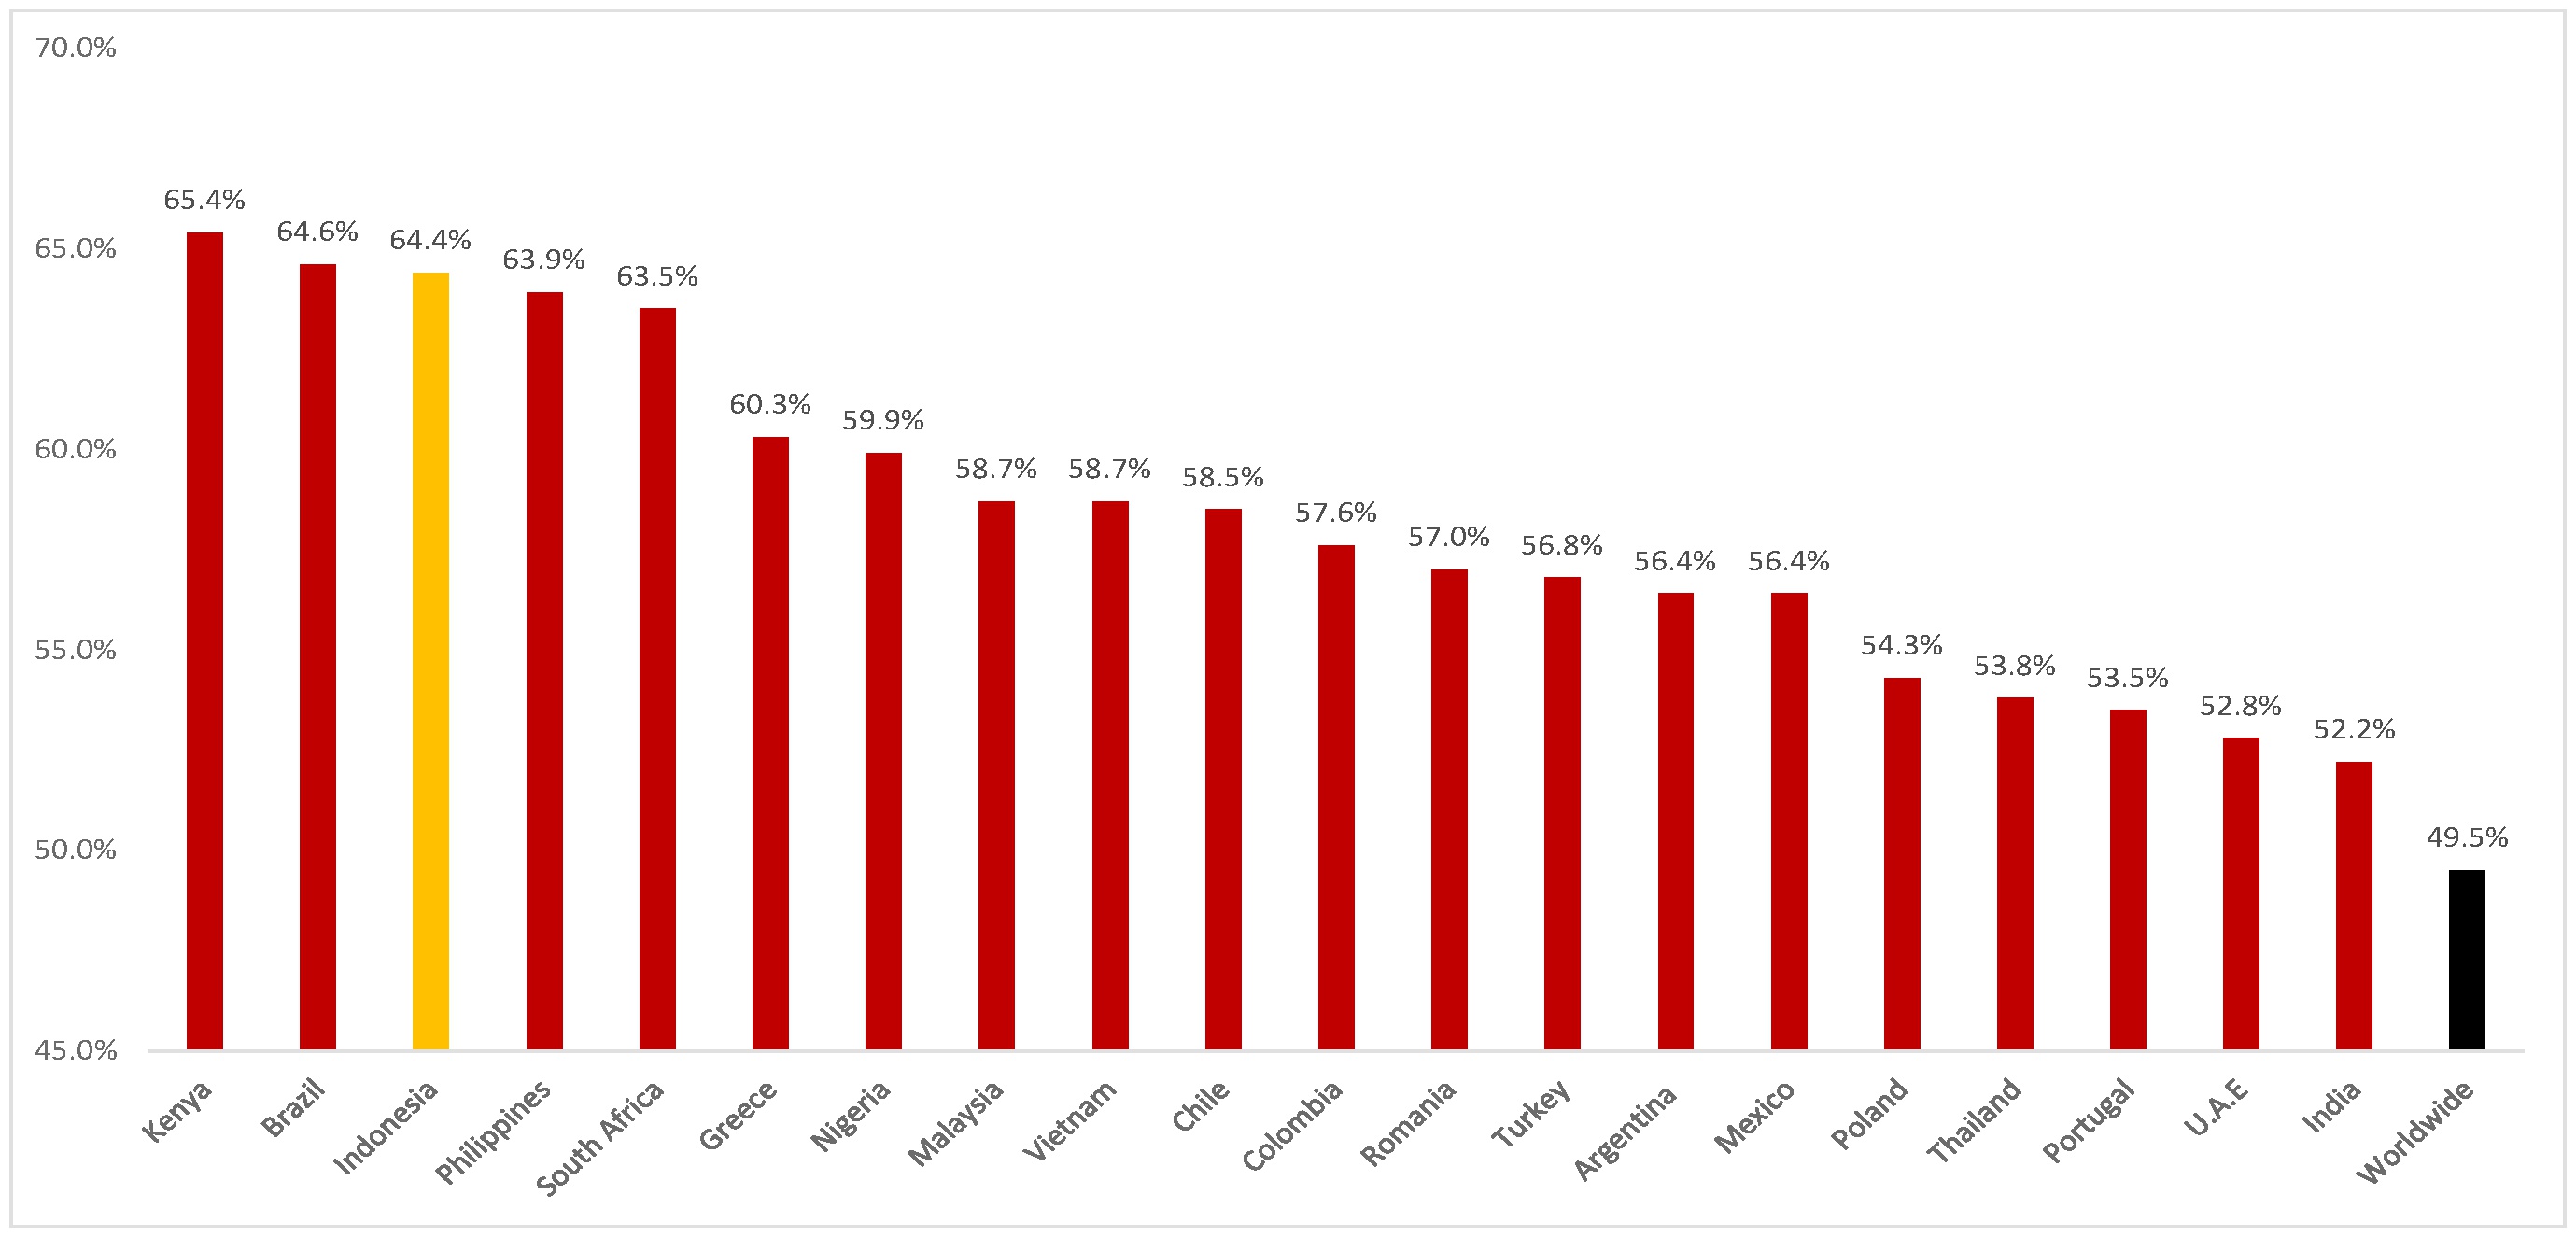 70.0%
65.0%
60.0%
55.0%
50.0%
45.0%
65.4%
64.6%
64.4%
63.9%
63.5%
60.3%
59.9%
58.7%
58.7%
58.5%
57.6%
57.0%
56.8%
56.4%
56.4%
54.3%
53.8%
53.5%
52.8%
52.2%
49.5%
Kenya
Brazil
Indonesia
Philippines
South Africa
Greece
Nigeria
Malaysia
Vietnam
Chile
Colombia
Romania
Turkey
Argentina
Mexico
Poland
Thailand
Portugal
U.A.E
India
Worldwide